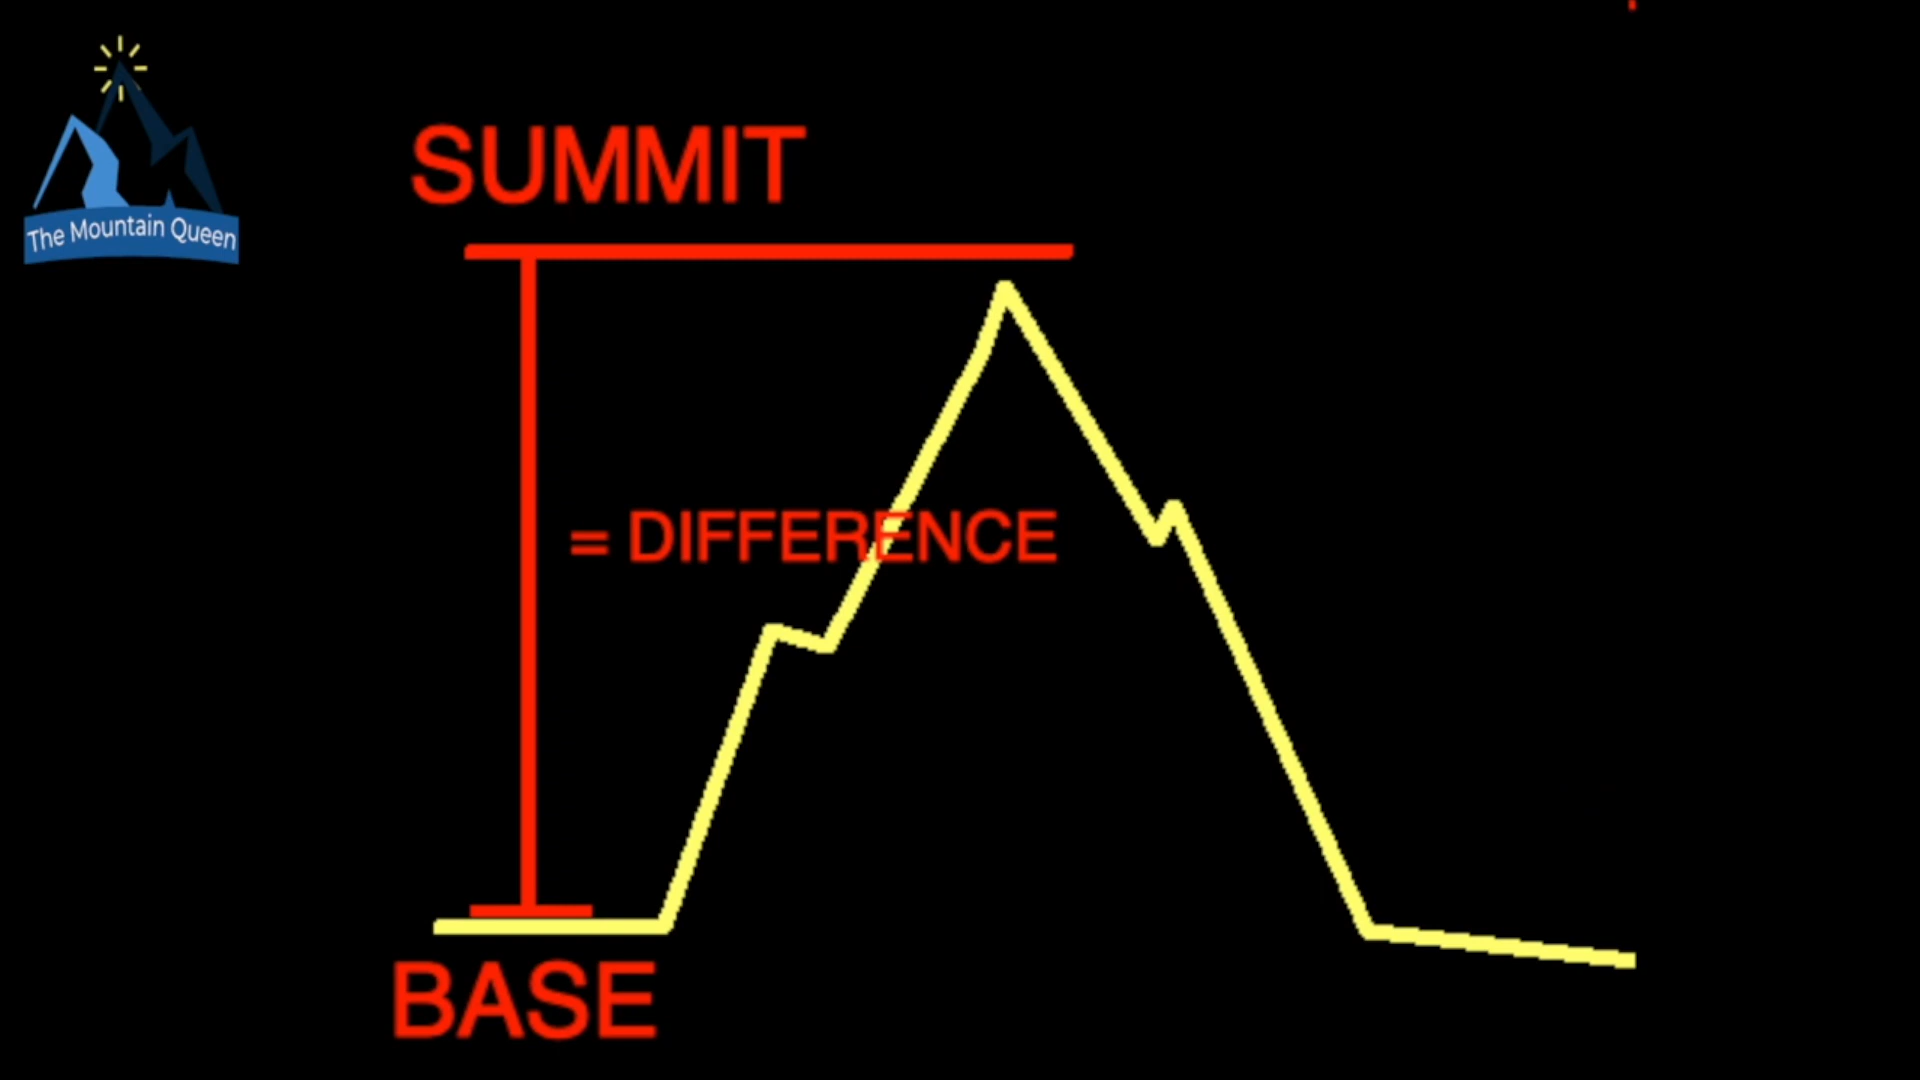 The Mountain Queen
SUMMIT
= DIFFERENCE
BASE